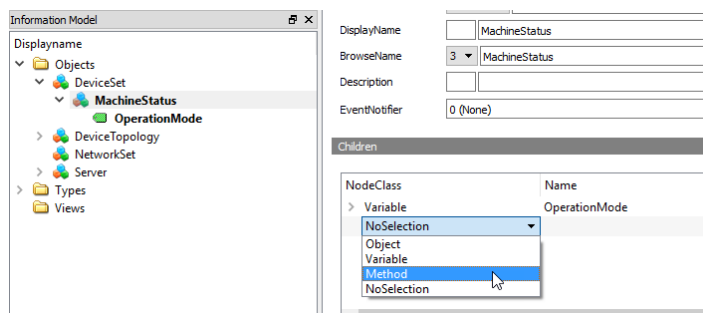 Information Model
Displayname
Objects
DeviceSet
MachineStatus
OperationMode
DeviceTopology
NetworkSet
Server
Types
Views
DisplayName MachineStatus
BrowseName 3 MachineStatus
Description
EventNotifier 0 (None)
Children
NodeClass Name
Variable OperationMode
NoSelection
Object
Variable
Method
NoSelection